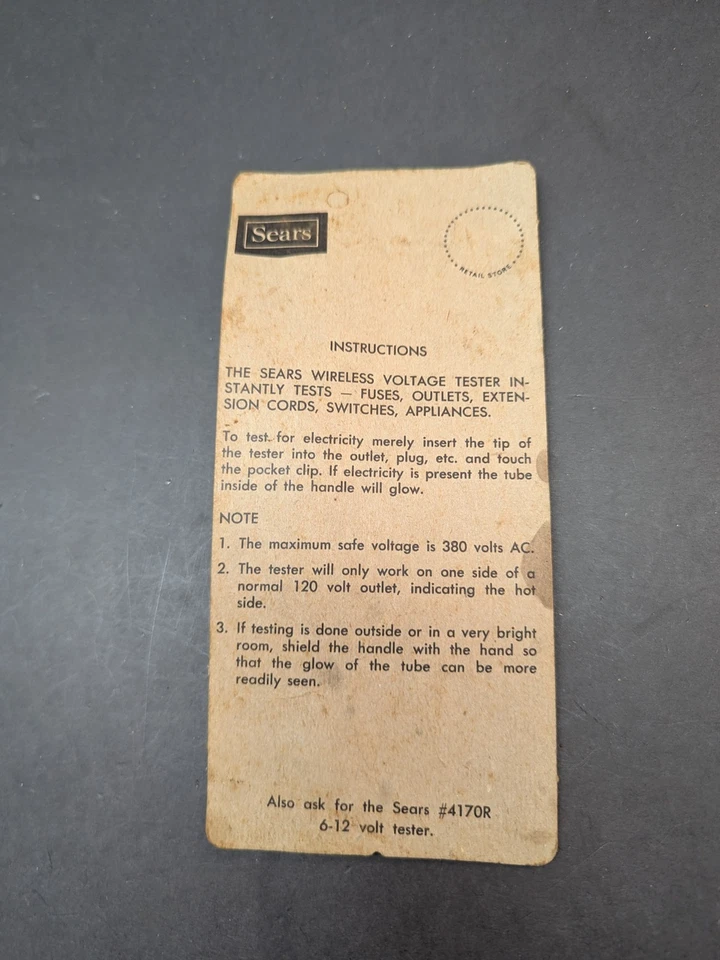 Sears
RETAIL STORE
INSTRUCTIONS
THE SEARS WIRELESS VOLTAGE TESTER IN-
STANTLY TESTS — FUSES, OUTLETS, EXTEN-
SION CORDS, SWITCHES, APPLIANCES.
To test for electricity merely insert the tip of
the tester into the outlet, plug, etc. and touch
the pocket clip. If electricity is present the tube
inside of the handle will glow.
NOTE
1. The maximum safe voltage is 380 volts AC.
2. The tester will only work on one side of a
normal 120 volt outlet, indicating the hot
side.
3. If testing is done outside or in a very bright
room, shield the handle with the hand so
that the glow of the tube can be more
readily seen.
Also ask for the Sears #4170R
6-12 volt tester.